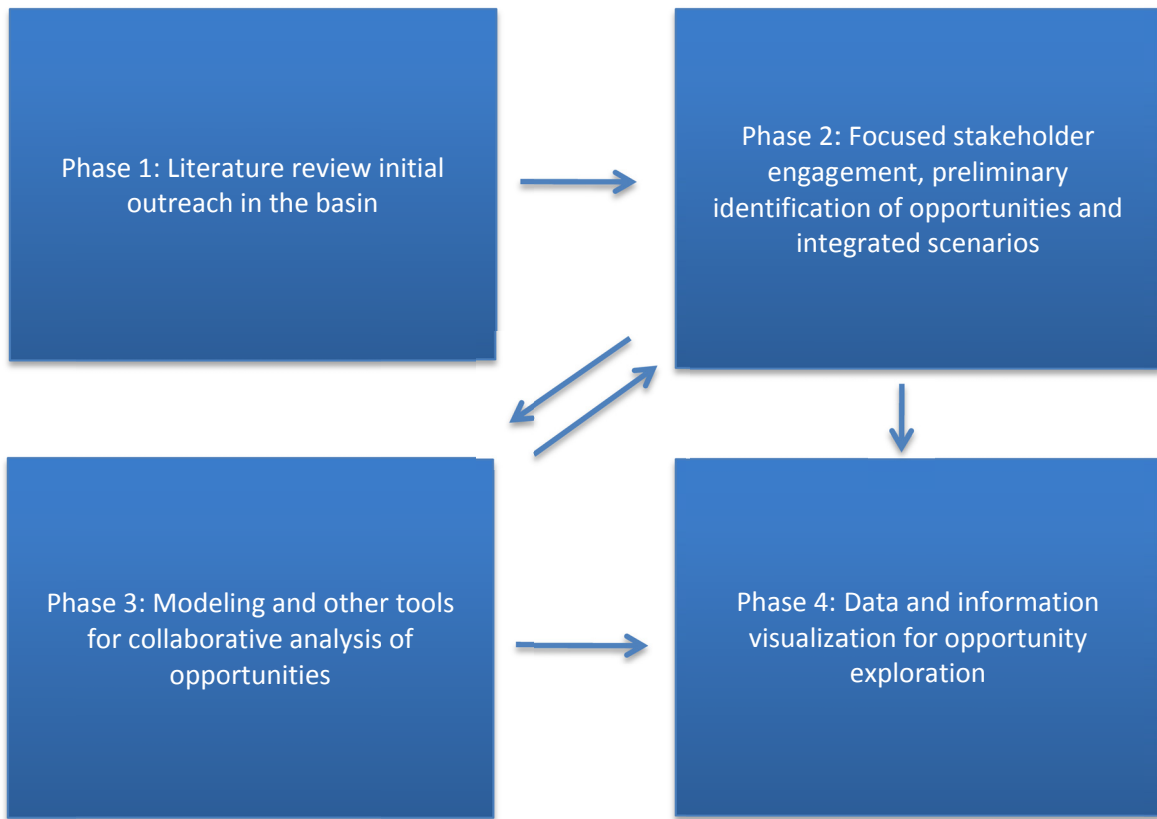 Phase 1: Literature review initial
outreach in the basin
Phase 2: Focused stakeholder
engagement, preliminary
identification of opportunities and
integrated scenarios
Phase 3: Modeling and other tools
for collaborative analysis of
opportunities
Phase 4: Data and information
visualization for opportunity
exploration